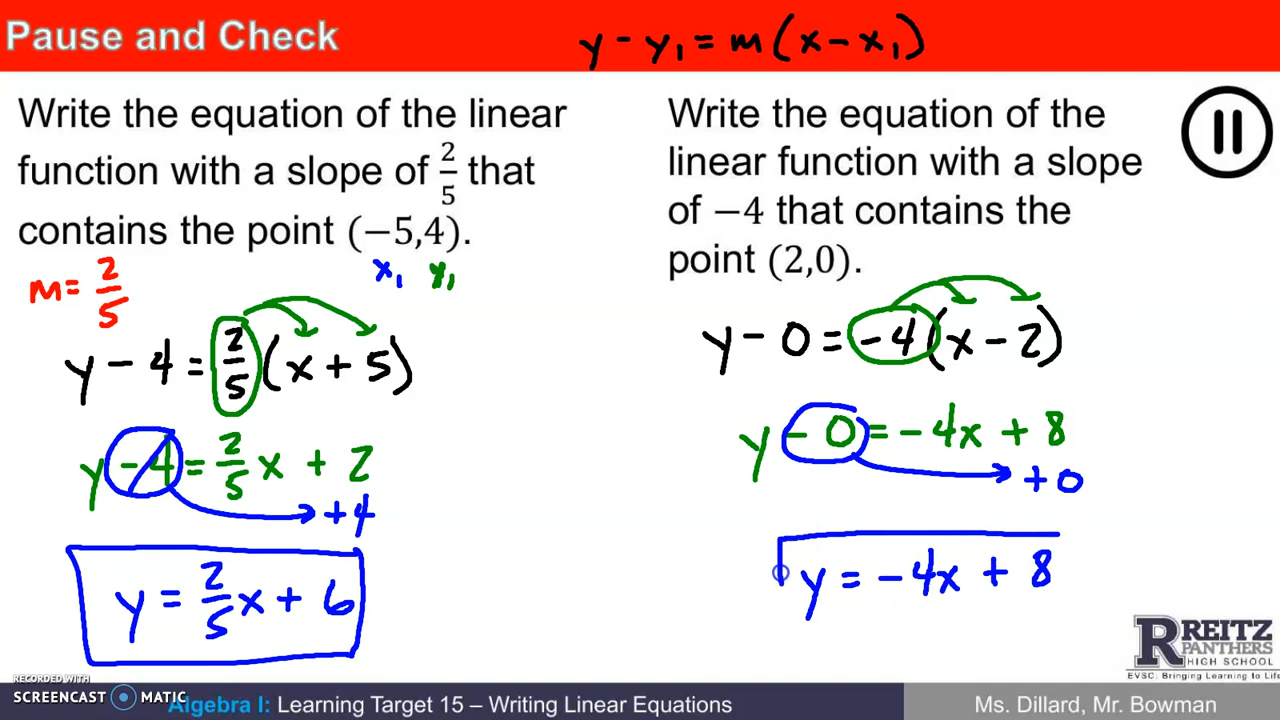 Pause and Check
y - y₁ = m(x - x₁)
Write the equation of the linear
function with a slope of 2/5 that
contains the point (−5,4).
m = 2/5
x₁ y₁
y - 4 = 2/5(x + 5)
y - 4 = 2/5x + 2
+4
y = 2/5x + 6
Write the equation of the
linear function with a slope
of −4 that contains the
point (2,0).
y - 0 = -4(x - 2)
y - 0 = -4x + 8
+0
y = -4x + 8
R REITZ
PANTHERS
HIGH SCHOOL
EVSC: Bringing Learning to Life
RECORDED WITH
SCREENCAST MATIC
Algebra I: Learning Target 15 – Writing Linear Equations
Ms. Dillard, Mr. Bowman